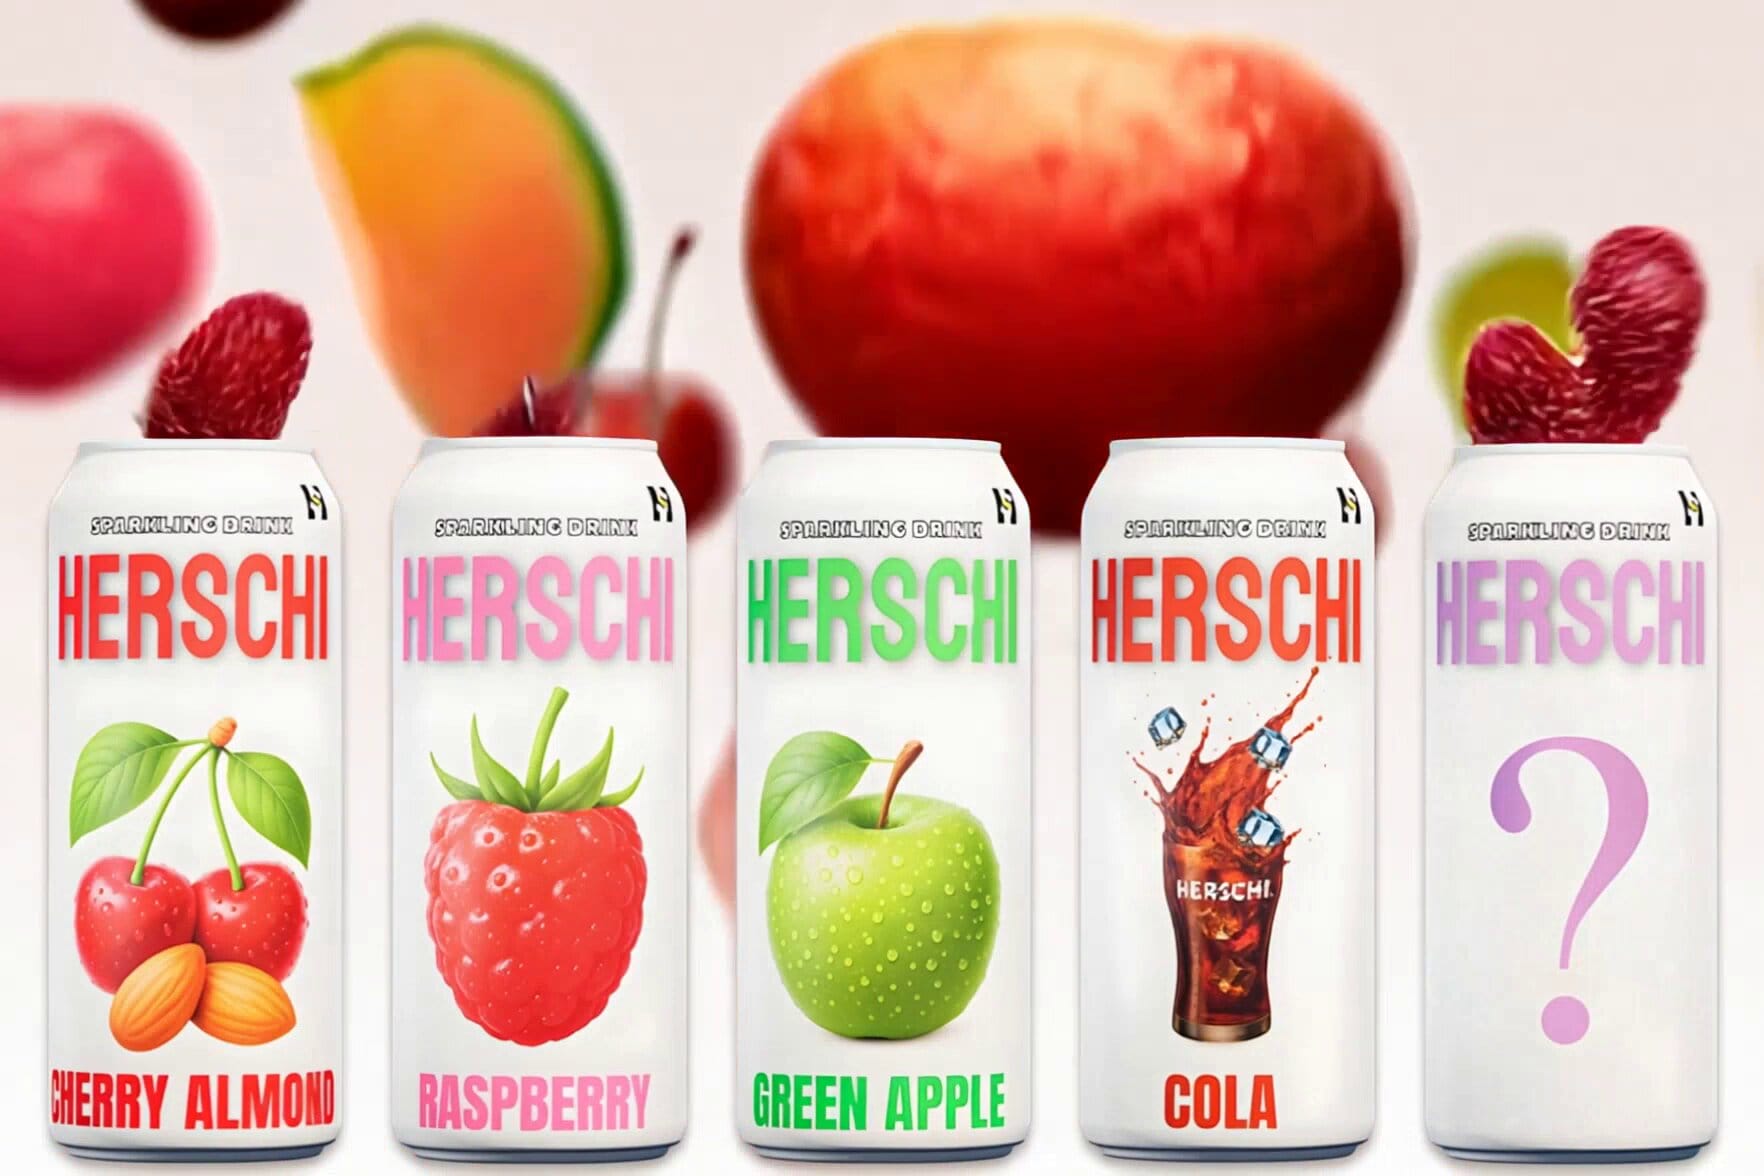 SPARKLING DRINK
HERSCHI
CHERRY ALMOND
SPARKLING DRINK
HERSCHI
RASPBERRY
SPARKLING DRINK
HERSCHI
GREEN APPLE
SPARKLING DRINK
HERSCHI
HERSCHI
COLA
SPARKLING DRINK
HERSCHI
?